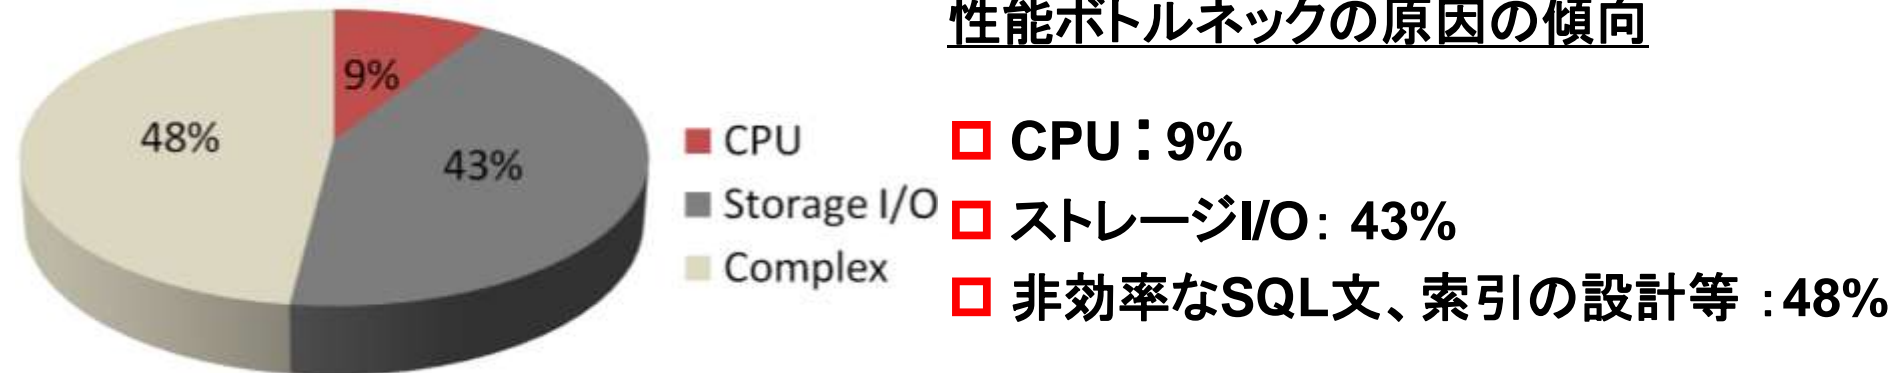 9%
48%
43%
CPU
Storage I/O
Complex
性能ボトルネックの原因の傾向
CPU：9%
ストレージI/O： 43%
非効率なSQL文、索引の設計等 ：48%